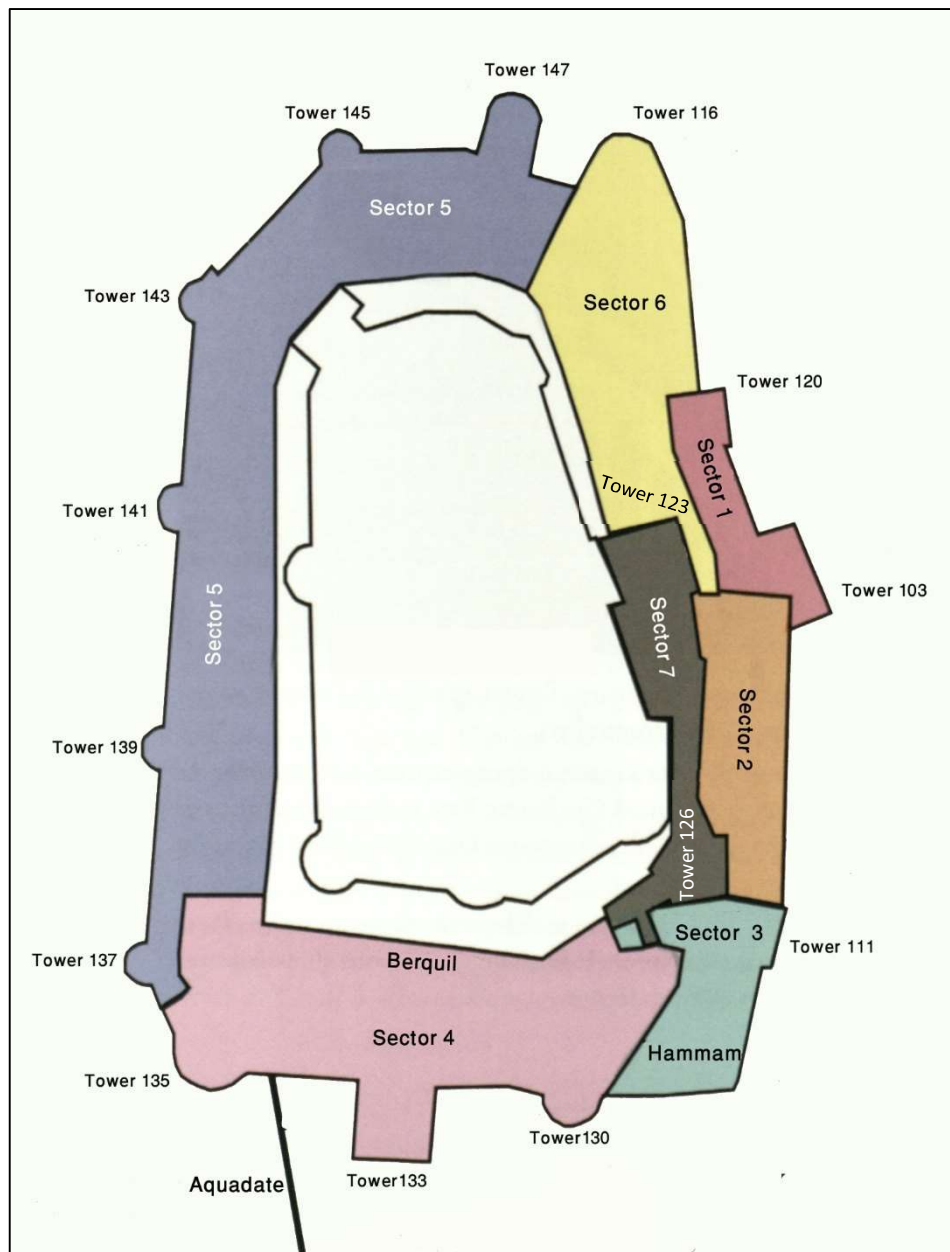 Tower 147
Tower 145
Tower 116
Sector 5
Tower 143
Sector 6
Tower 120
Sector 1
Tower 123
Tower 141
Tower 103
Sector 5
Sector 7
Sector 2
Tower 139
Tower 126
Sector 3
Tower 111
Tower 137
Berquil
Sector 4
Hammam
Tower 135
Tower130
Tower133
Aquadate